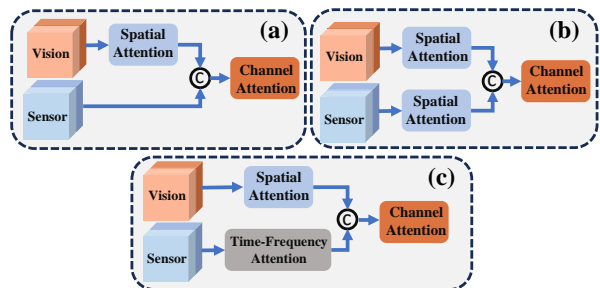 (a)
Vision
Spatial
Attention
C
Channel
Attention
Sensor
(b)
Vision
Spatial
Attention
C
Channel
Attention
Sensor
Spatial
Attention
(c)
Vision
Spatial
Attention
C
Channel
Attention
Sensor
Time-Frequency
Attention